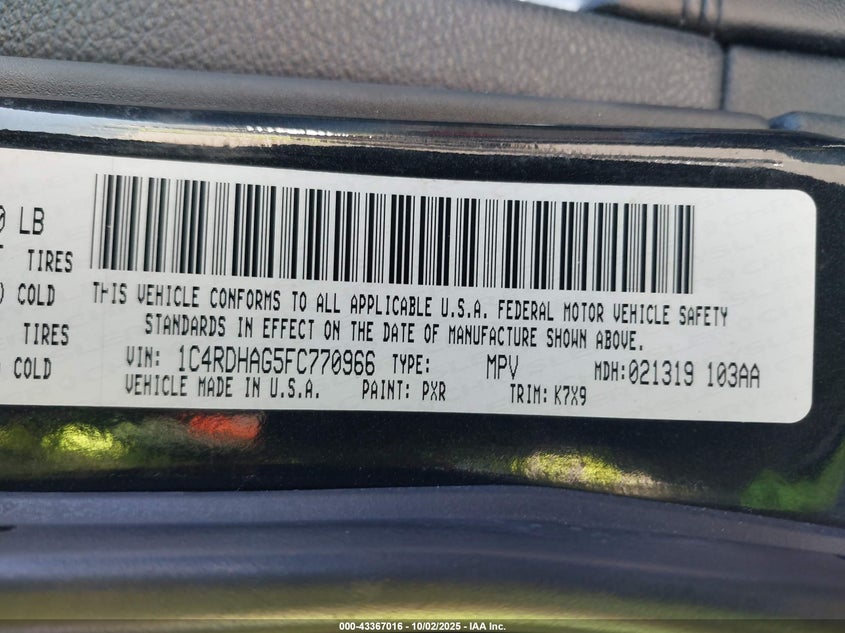 0 LB
TIRES
) COLD
TIRES
COLD
THIS VEHICLE CONFORMS TO ALL APPLICABLE U.S.A. FEDERAL MOTOR VEHICLE SAFETY
STANDARDS IN EFFECT ON THE DATE OF MANUFACTURE SHOWN ABOVE.
VIN: 1C4RDHAG5FC770966 TYPE: MPV MDH:021319 103AA
VEHICLE MADE IN U.S.A. PAINT: PXR TRIM: K7X9
000-43367016 - 10/02/2025 - IAA Inc.